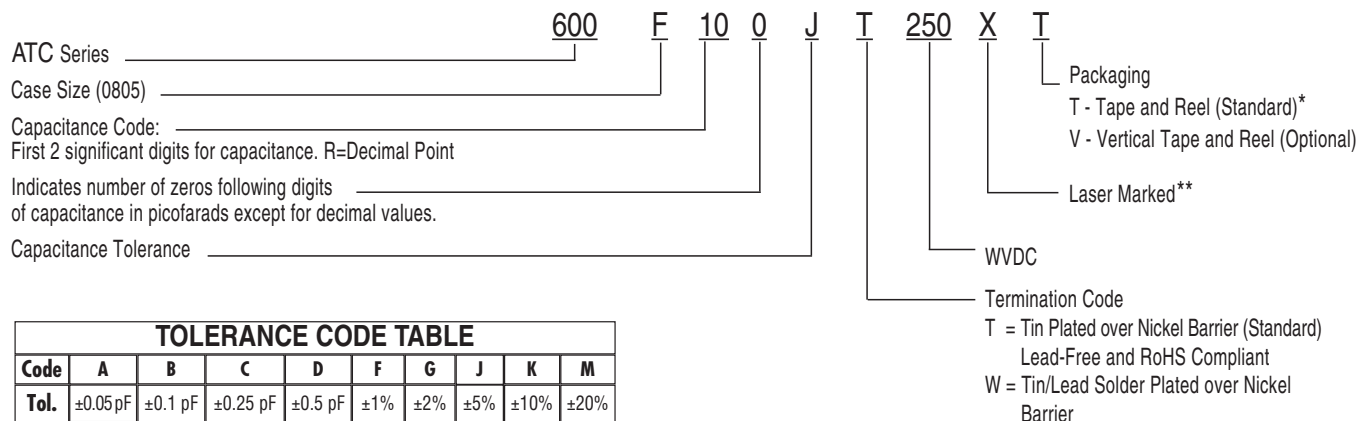 600 F 10 0 J T 250 X T
ATC Series
Case Size (0805)
Capacitance Code:
First 2 significant digits for capacitance. R=Decimal Point
Indicates number of zeros following digits
of capacitance in picofarads except for decimal values.
Capacitance Tolerance
Packaging
T - Tape and Reel (Standard)*
V - Vertical Tape and Reel (Optional)
Laser Marked**
WVDC
Termination Code
T = Tin Plated over Nickel Barrier (Standard)
Lead-Free and RoHS Compliant
W = Tin/Lead Solder Plated over Nickel
Barrier
TOLERANCE CODE TABLE
Code A B C D F G J K M
Tol. ±0.05 pF ±0.1 pF ±0.25 pF ±0.5 pF ±1% ±2% ±5% ±10% ±20%